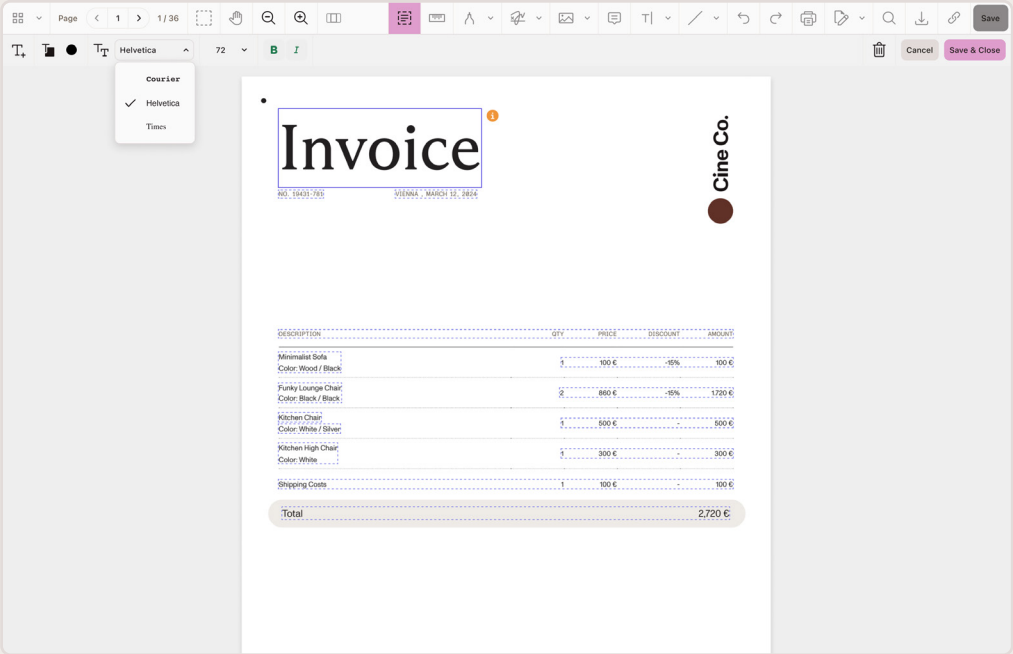 Page 1 1 / 36 Save
Helvetica 72 B I Cancel Save & Close
Courier
Helvetica
Times
Invoice
Cine Co.
NO. 19431-781 VIENNA , MARCH 12, 2024
DESCRIPTION QTY PRICE DISCOUNT AMOUNT
Minimalist Sofa
Color: Wood / Black 1 100 € -15% 100 €
Funky Lounge Chair
Color: Black / Black 2 860 € -15% 1.720 €
Kitchen Chair
Color: White / Silver 1 500 € - 500 €
Kitchen High Chair
Color: White 1 300 € - 300 €
Shipping Costs 1 100 € - 100 €
Total 2,720 €